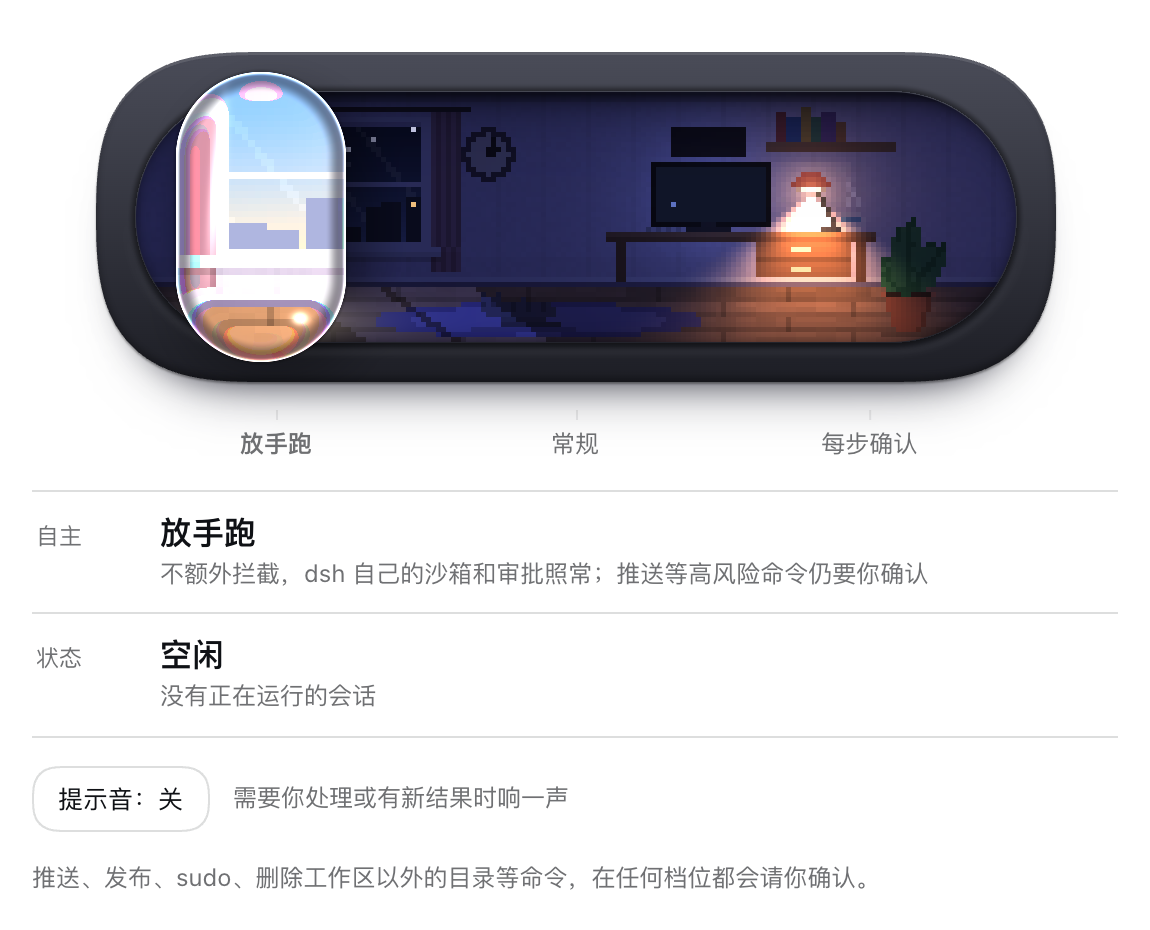 放手跑
常规
每步确认
自主
放手跑
不额外拦截，dsh 自己的沙箱和审批照常；推送等高风险命令仍要你确认
状态
空闲
没有正在运行的会话
提示音：关
需要你处理或有新结果时响一声
推送、发布、sudo、删除工作区以外的目录等命令，在任何档位都会请你确认。